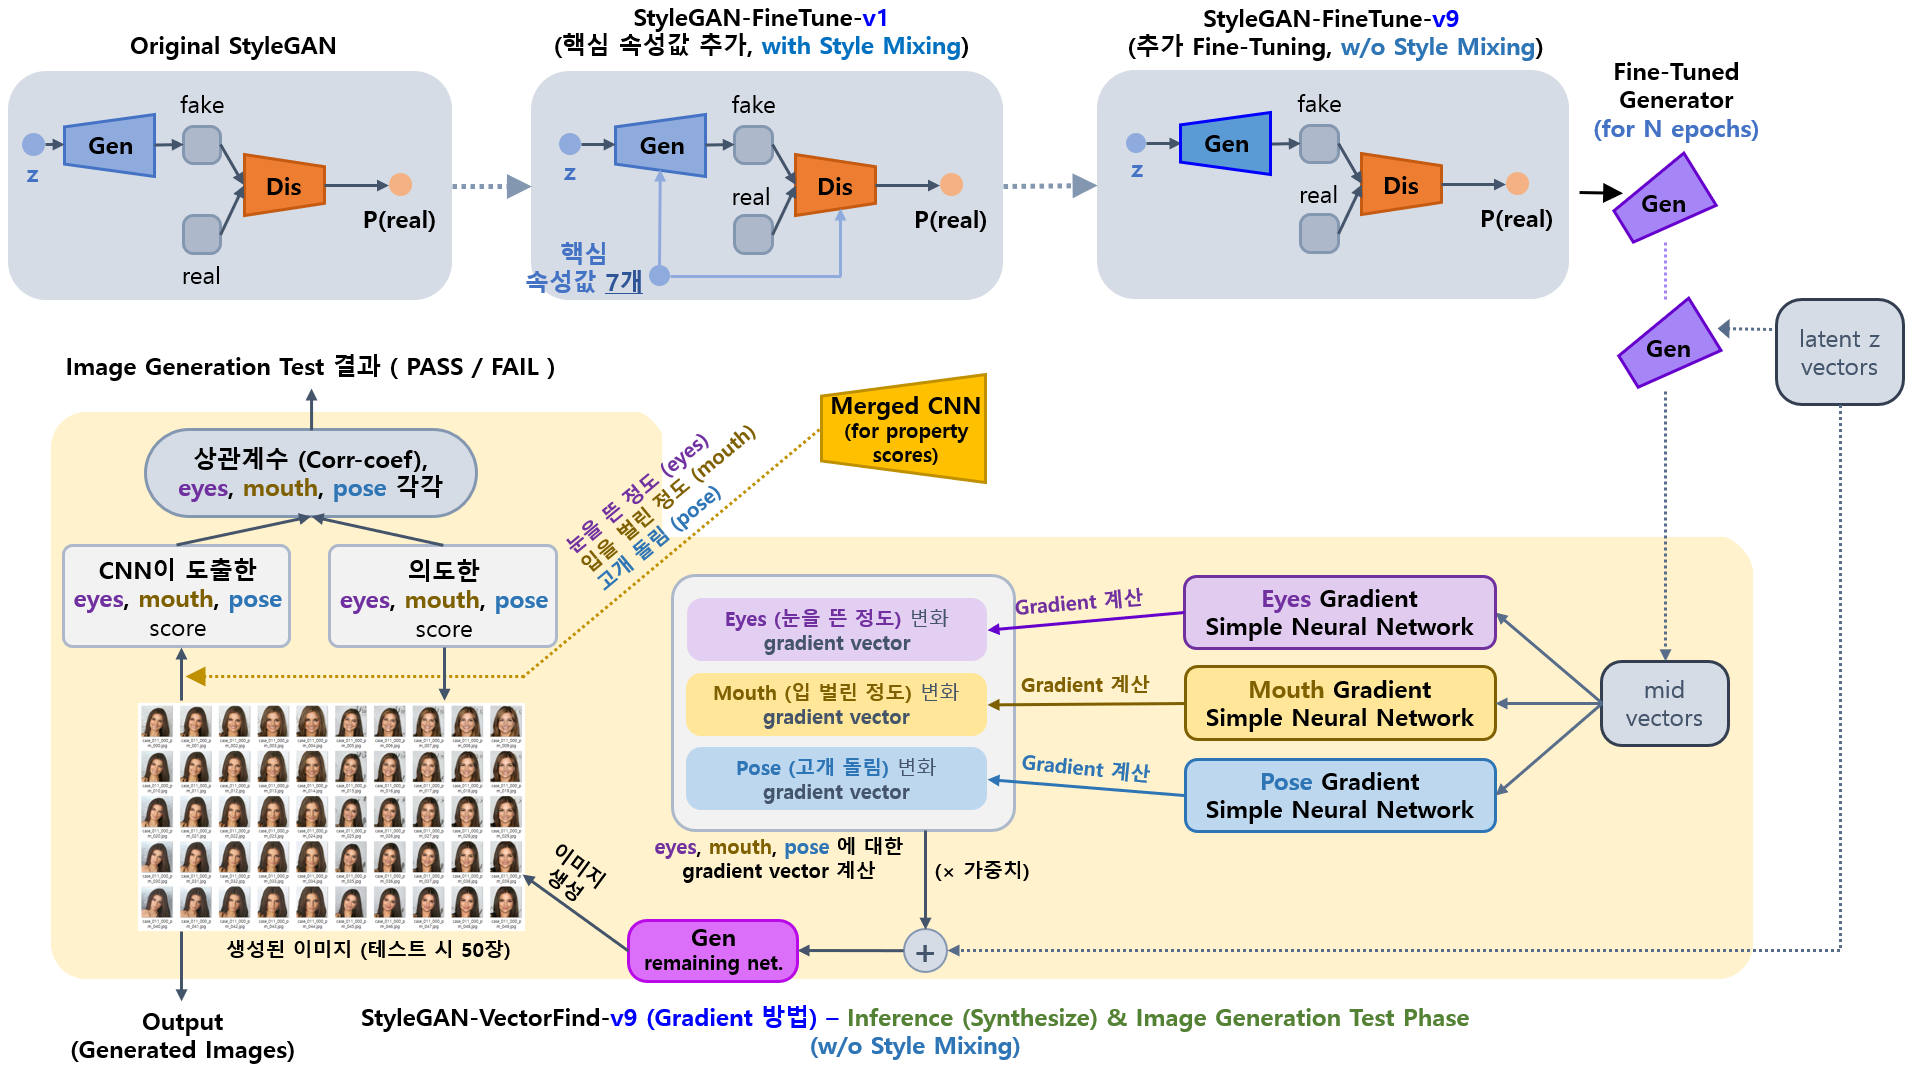 Original StyleGAN
fake
Gen
z
Dis
P(real)
real
StyleGAN-FineTune-v1
(핵심 속성값 추가, with Style Mixing)
fake
Gen
z
real
Dis
P(real)
핵심
속성값 7개
StyleGAN-FineTune-v9
(추가 Fine-Tuning, w/o Style Mixing)
fake
Gen
z
real
Dis
P(real)
Fine-Tuned
Generator
(for N epochs)
Gen
Gen
latent z
vectors
Image Generation Test 결과 ( PASS / FAIL )
상관계수 (Corr-coef),
eyes, mouth, pose 각각
CNN이 도출한
eyes, mouth, pose
score
의도한
eyes, mouth, pose
score
눈을 뜬 정도 (eyes)
입을 벌린 정도 (mouth)
고개 돌림 (pose)
Merged CNN
(for property
scores)
Eyes (눈을 뜬 정도) 변화
gradient vector
Mouth (입 벌린 정도) 변화
gradient vector
Pose (고개 돌림) 변화
gradient vector
Gradient 계산
Gradient 계산
Gradient 계산
Eyes Gradient
Simple Neural Network
Mouth Gradient
Simple Neural Network
Pose Gradient
Simple Neural Network
mid
vectors
eyes, mouth, pose 에 대한
gradient vector 계산
(× 가중치)
+
Gen
remaining net.
이미지
생성
생성된 이미지 (테스트 시 50장)
Output
(Generated Images)
StyleGAN-VectorFind-v9 (Gradient 방법) – Inference (Synthesize) & Image Generation Test Phase
(w/o Style Mixing)